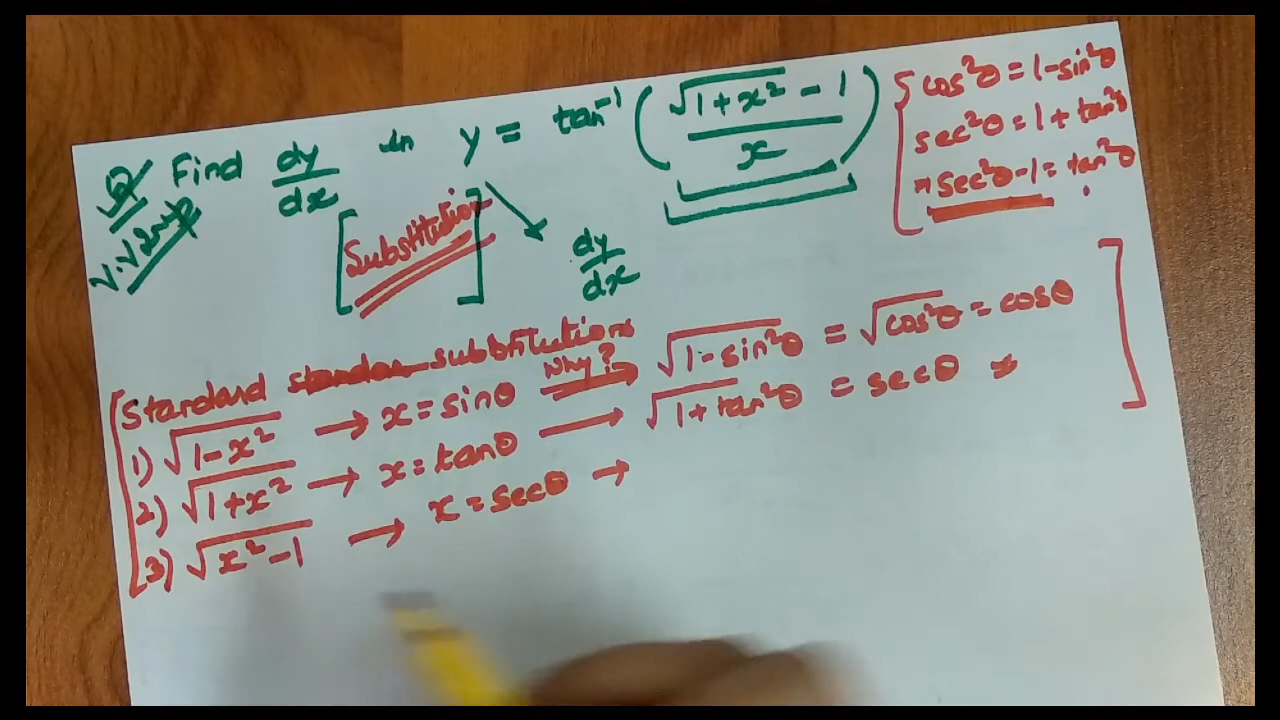 Q Find dy/dx in y = tan⁻¹ ( (√1+x² - 1) / x )
[Substitution]
dy/dx
cos²θ = 1-sin²θ
sec²θ = 1 + tan²θ
sec²θ - 1 = tan²θ
Standard substitutions
1) √1-x² → x = sinθ Why? → √1-sin²θ = √cos²θ = cosθ
2) √1+x² → x = tanθ → √1+tan²θ = secθ
3) √x²-1 → x = secθ →